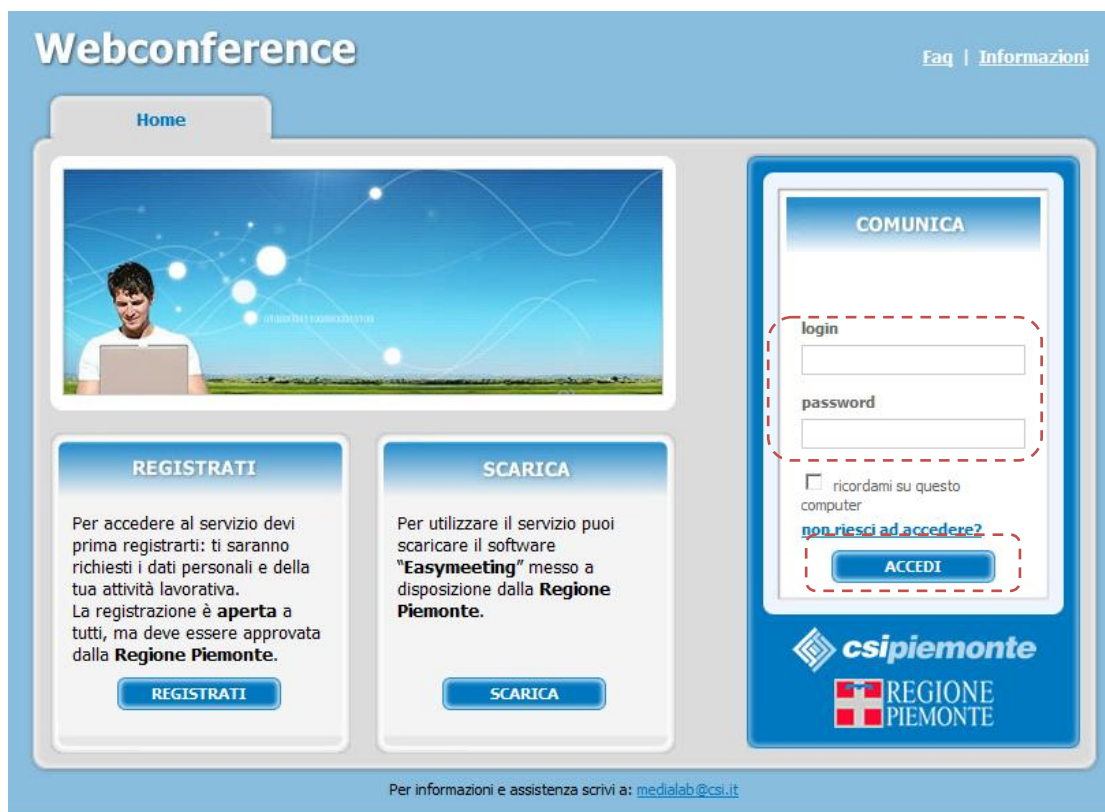 Webconference
Faq | Informazioni
Home
COMUNICA
login
password
ricordami su questo
computer
non riesci ad accedere?
ACCEDI
REGISTRATI
Per accedere al servizio devi
prima registrarti: ti saranno
richiesti i dati personali e della
tua attività lavorativa.
La registrazione è aperta a
tutti, ma deve essere approvata
dalla Regione Piemonte.
REGISTRATI
SCARICA
Per utilizzare il servizio puoi
scaricare il software
"Easymeeting" messo a
disposizione dalla Regione
Piemonte.
SCARICA
csipiemonte
REGIONE
PIEMONTE
Per informazioni e assistenza scrivi a: medialab@csi.it